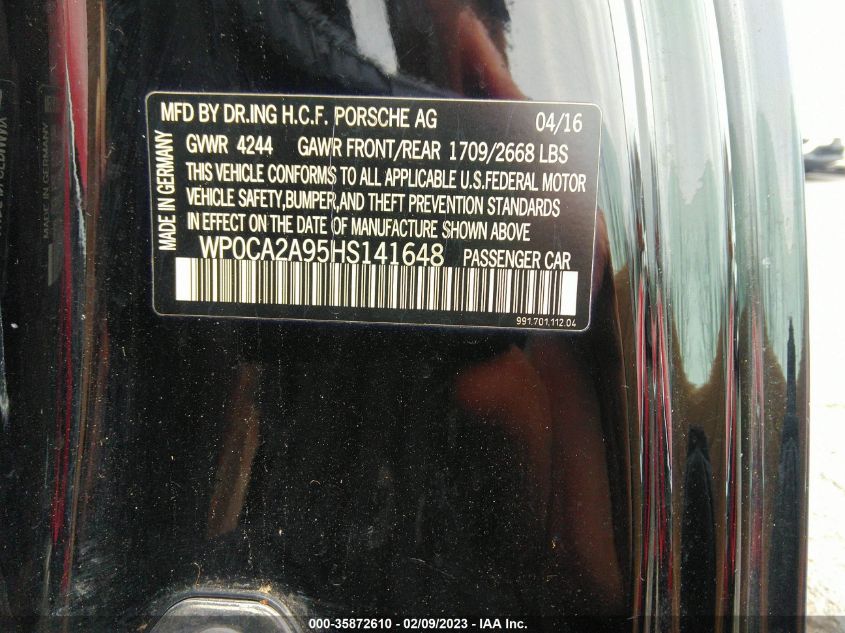 MFD BY DR.ING H.C.F. PORSCHE AG 04/16
GVWR 4244 GAWR FRONT/REAR 1709/2668 LBS
THIS VEHICLE CONFORMS TO ALL APPLICABLE U.S.FEDERAL MOTOR
VEHICLE SAFETY,BUMPER,AND THEFT PREVENTION STANDARDS
IN EFFECT ON THE DATE OF MANUFACTURE SHOWN ABOVE
WP0CA2A95HS141648 PASSENGER CAR
991.701.112.04
MADE IN GERMANY
000-35872610 - 02/09/2023 - IAA Inc.